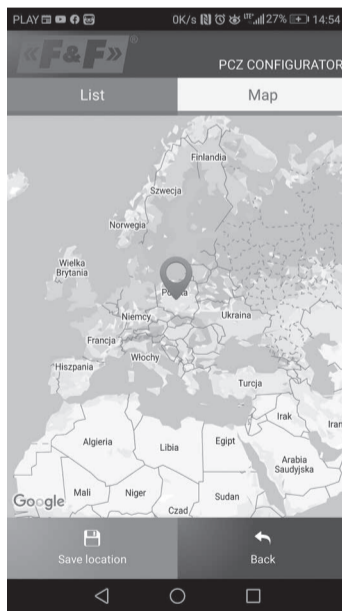 PLAY 0K/s 27% 14:54
«F&F»®
PCZ CONFIGURATOR
List Map
Finlandia
Szwecja
Norwegia
Wielka
Brytania
Polska
Niemcy Ukraina
Francja
Włochy
Hiszpania
Turcja
Irak
Iran
Algieria Libia Egipt
Arabia
Saudyjska
Mali Niger Sudan
Czad
Google
Save location Back